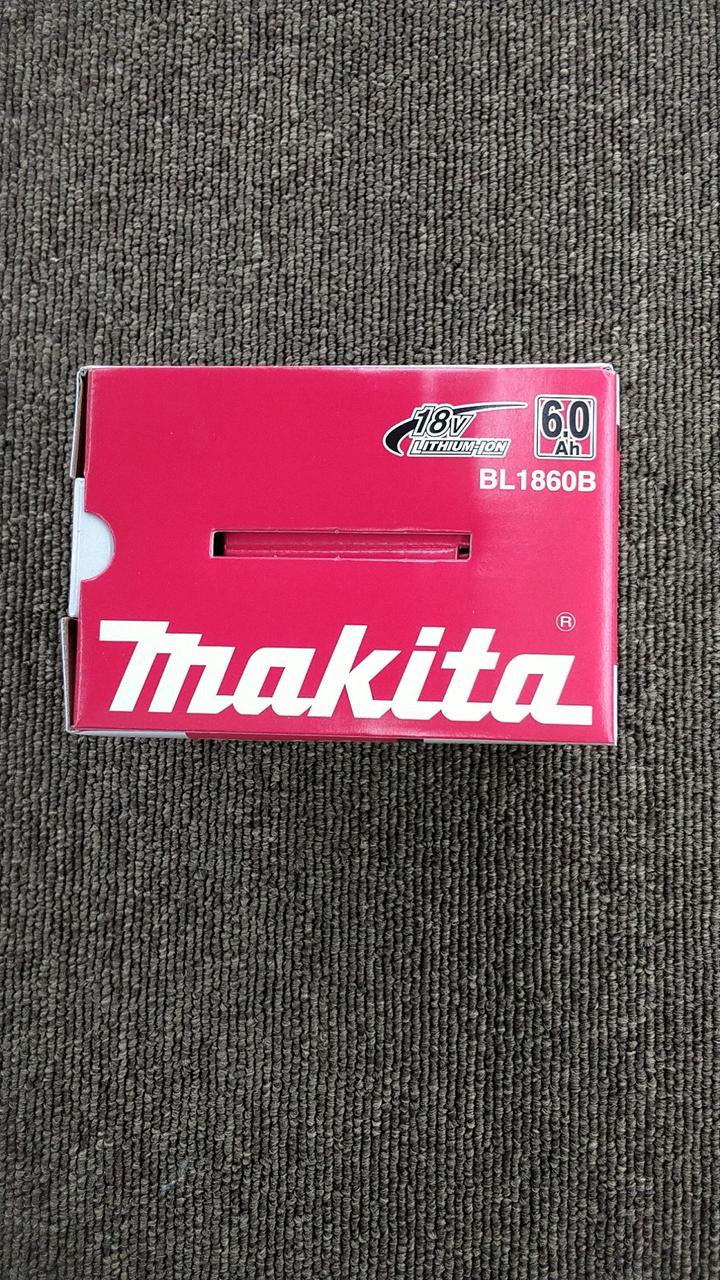 18V
LITHIUM-ION
6.0
Ah
BL1860B
makita
®